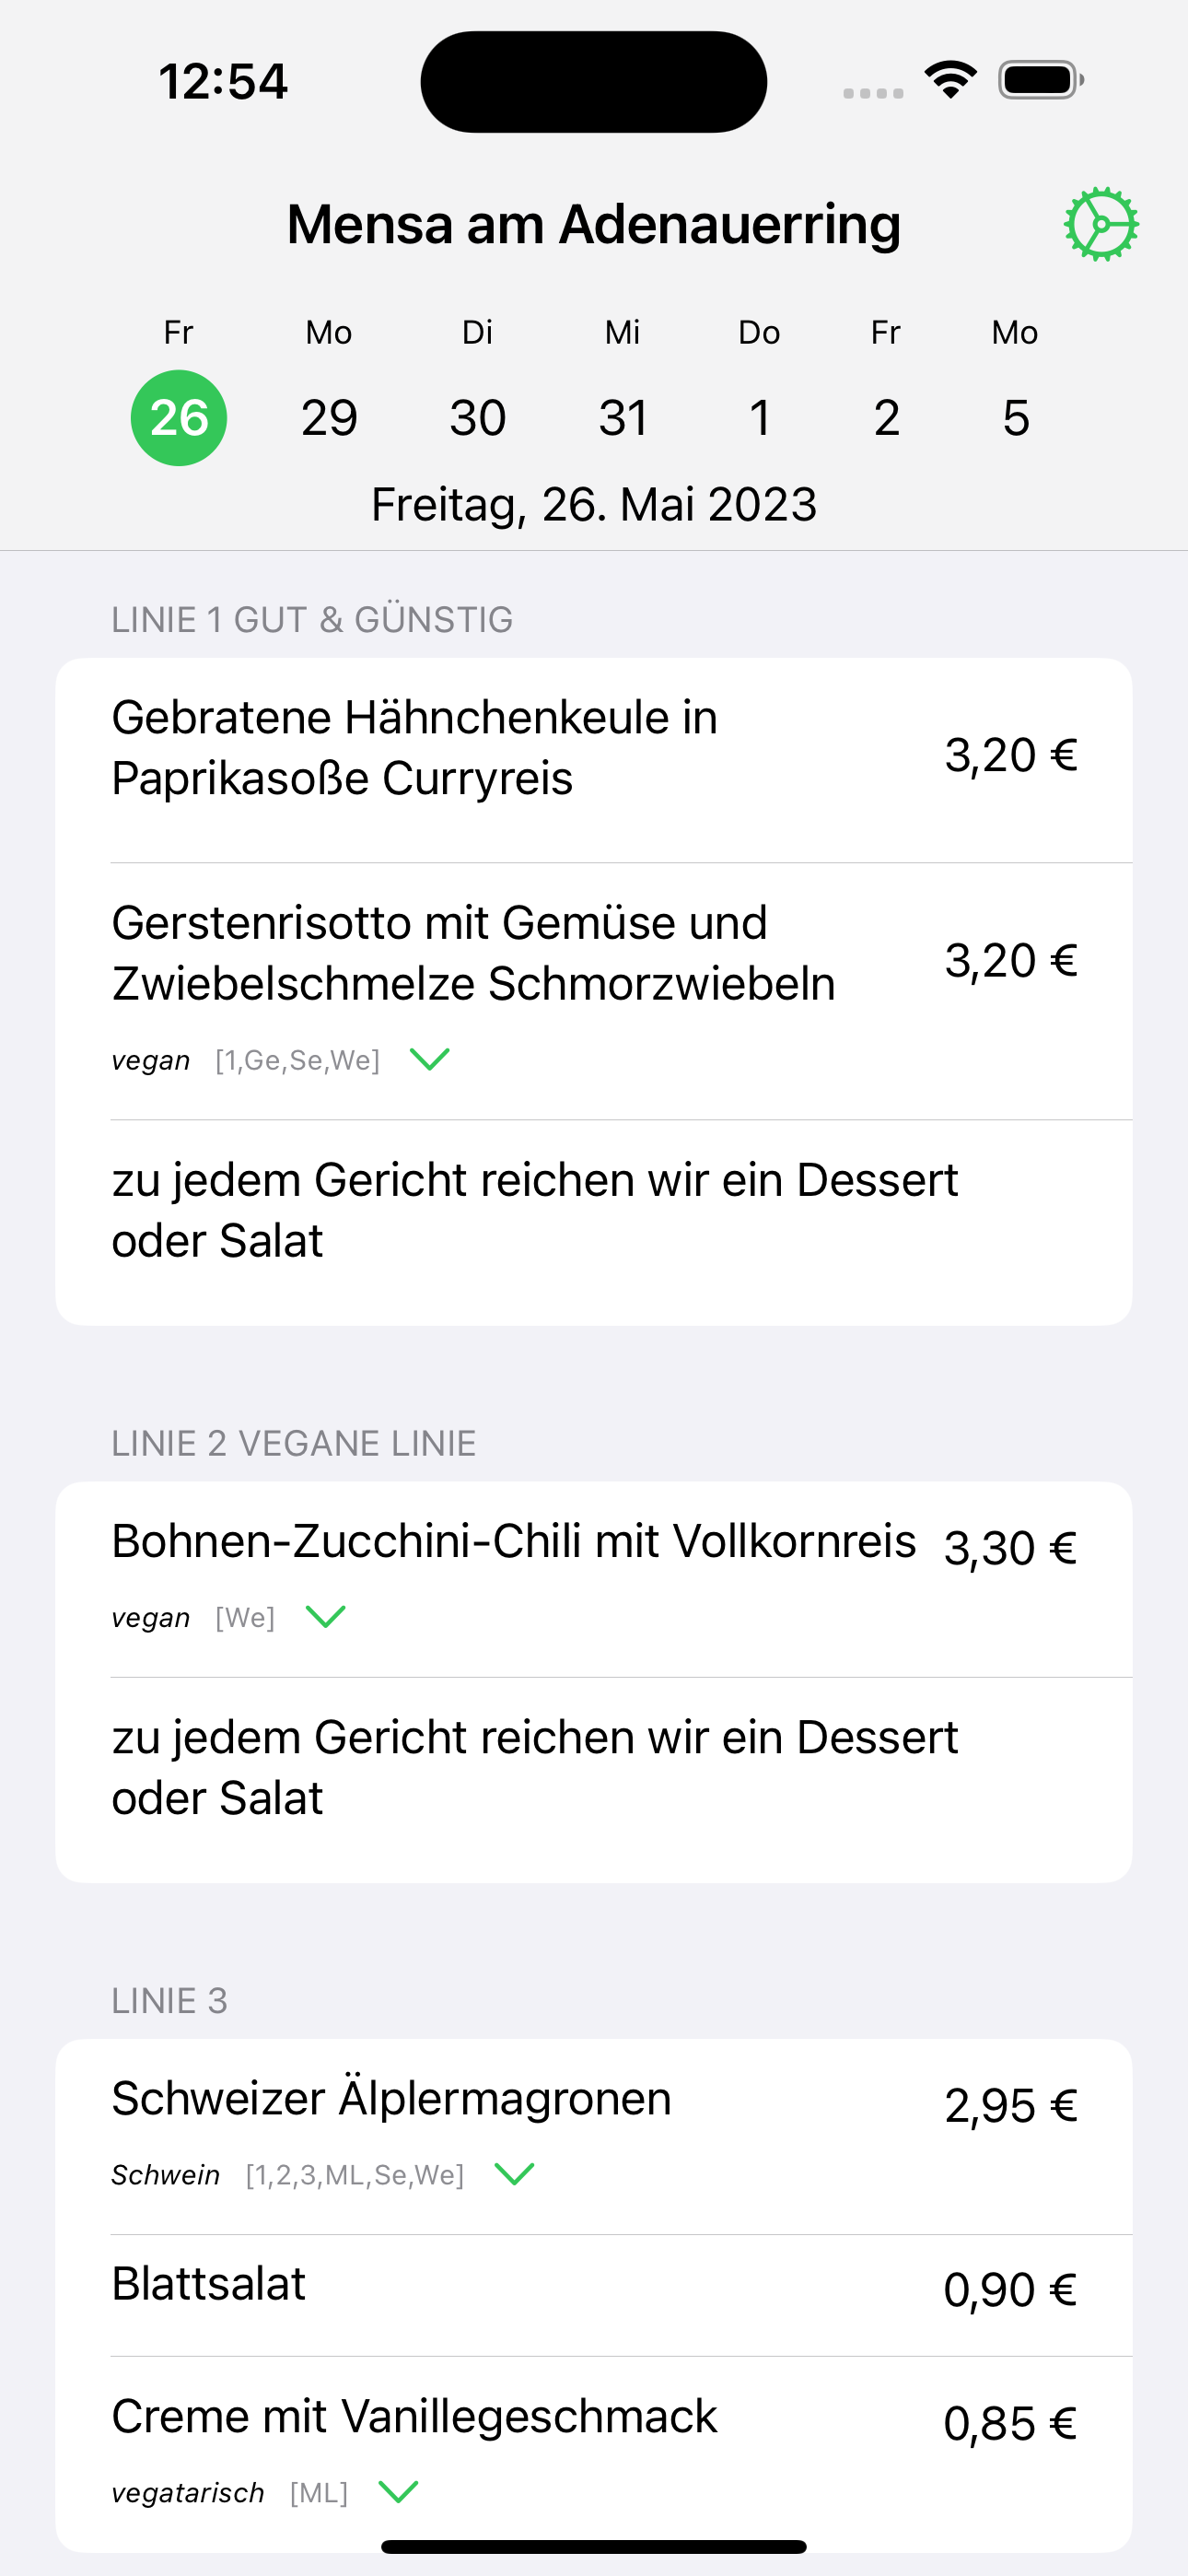 12:54
Mensa am Adenauerring
Fr Mo Di Mi Do Fr Mo
26 29 30 31 1 2 5
Freitag, 26. Mai 2023
LINIE 1 GUT & GÜNSTIG
Gebratene Hähnchenkeule in
Paprikasoße Curryreis
3,20 €
Gerstenrisotto mit Gemüse und
Zwiebelschmelze Schmorzwiebeln
3,20 €
vegan [1,Ge,Se,We]
zu jedem Gericht reichen wir ein Dessert
oder Salat
LINIE 2 VEGANE LINIE
Bohnen-Zucchini-Chili mit Vollkornreis 3,30 €
vegan [We]
zu jedem Gericht reichen wir ein Dessert
oder Salat
LINIE 3
Schweizer Älplermagronen 2,95 €
Schwein [1,2,3,ML,Se,We]
Blattsalat 0,90 €
Creme mit Vanillegeschmack 0,85 €
vegatarisch [ML]